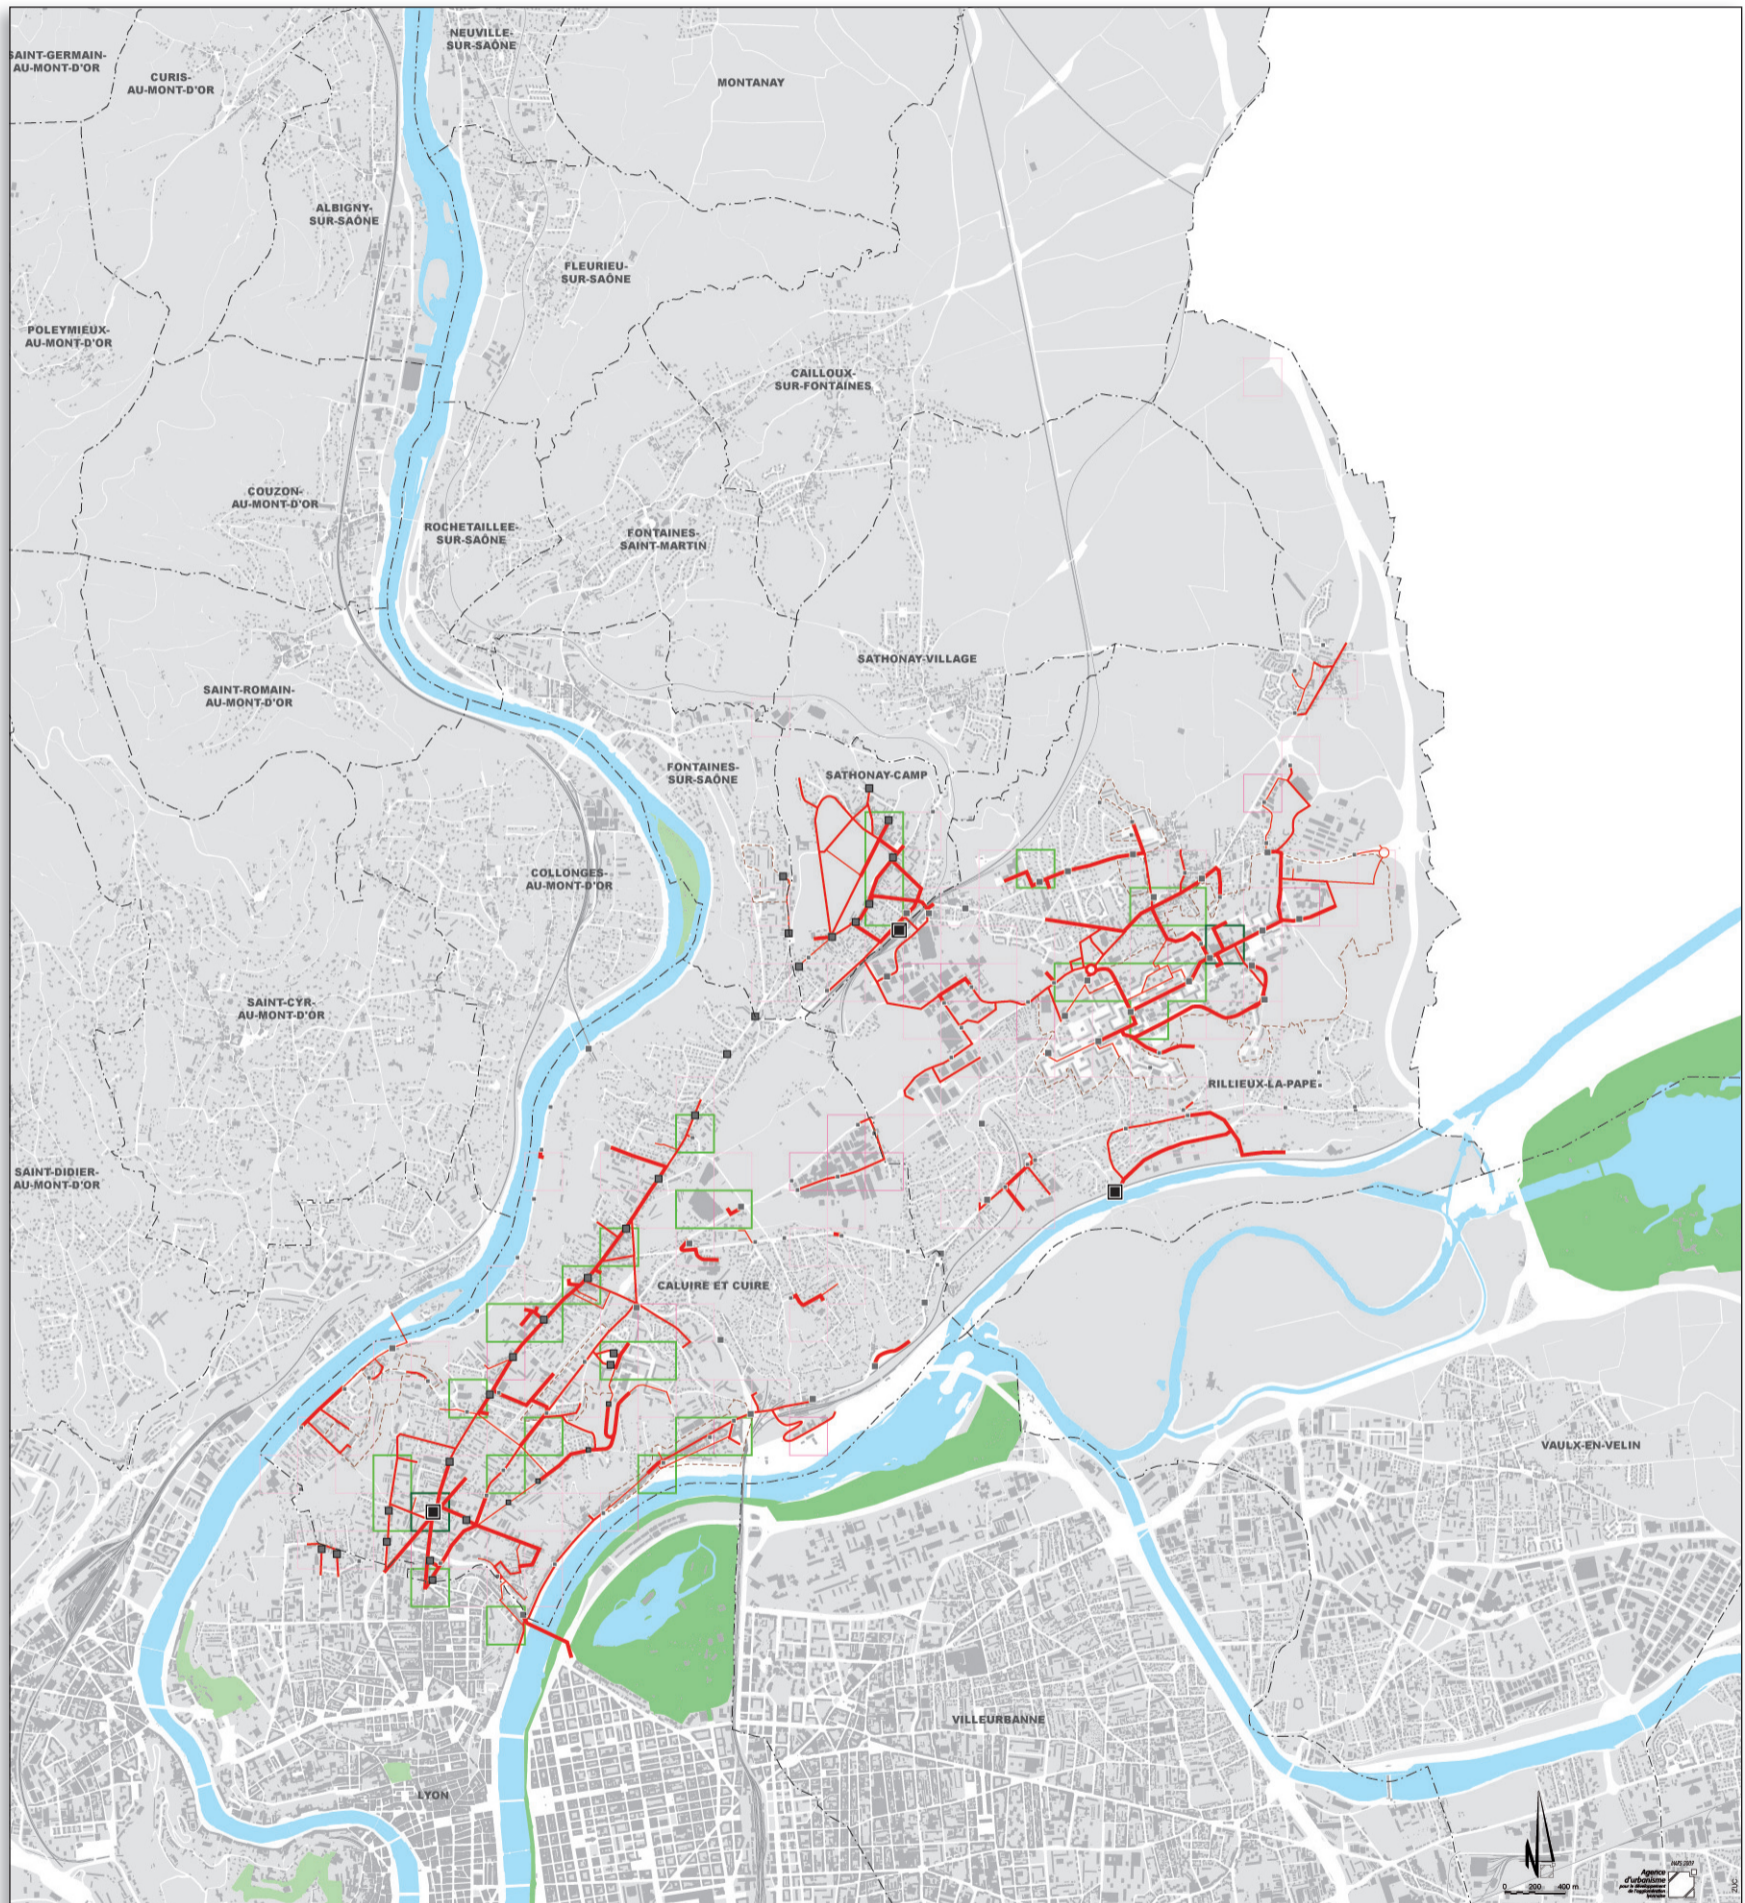 NEUVILLE-
SUR-SAÔNE
SAINT-GERMAIN-
AU-MONT-D'OR
CURIS-
AU-MONT-D'OR
MONTANAY
ALBIGNY-
SUR-SAÔNE
FLEURIEU-
SUR-SAÔNE
POLEYMIEUX-
AU-MONT-D'OR
CAILLOUX-
SUR-FONTAINES
COUZON-
AU-MONT-D'OR
ROCHETAILLEE-
SUR-SAÔNE
FONTAINES-
SAINT-MARTIN
SATHONAY-VILLAGE
SAINT-ROMAIN-
AU-MONT-D'OR
FONTAINES-
SUR-SAÔNE
SATHONAY-CAMP
COLLONGES-
AU-MONT-D'OR
SAINT-CYR-
AU-MONT-D'OR
RILLIEUX-LA-PAPE
SAINT-DIDIER-
AU-MONT-D'OR
CALUIRE ET CUIRE
VAULX-EN-VELIN
VILLEURBANNE
LYON
N
0 200 400 m
Agence
d'urbanisme